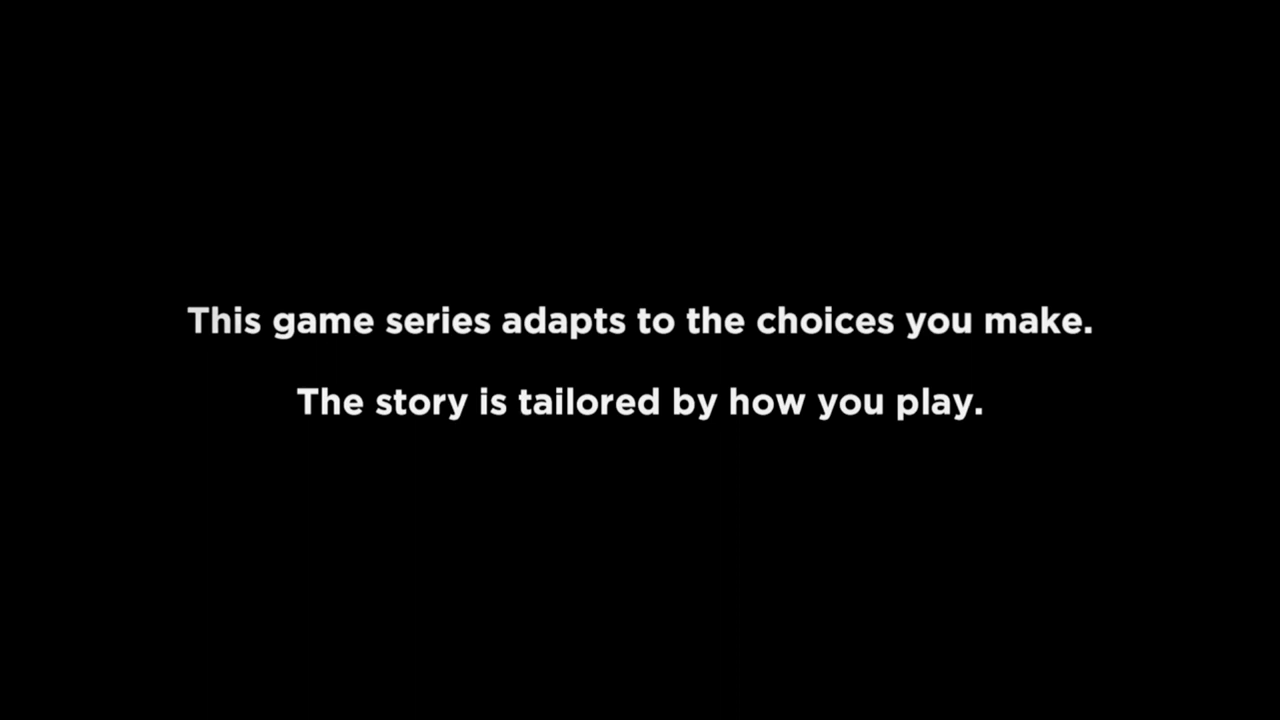 This game series adapts to the choices you make.
The story is tailored by how you play.